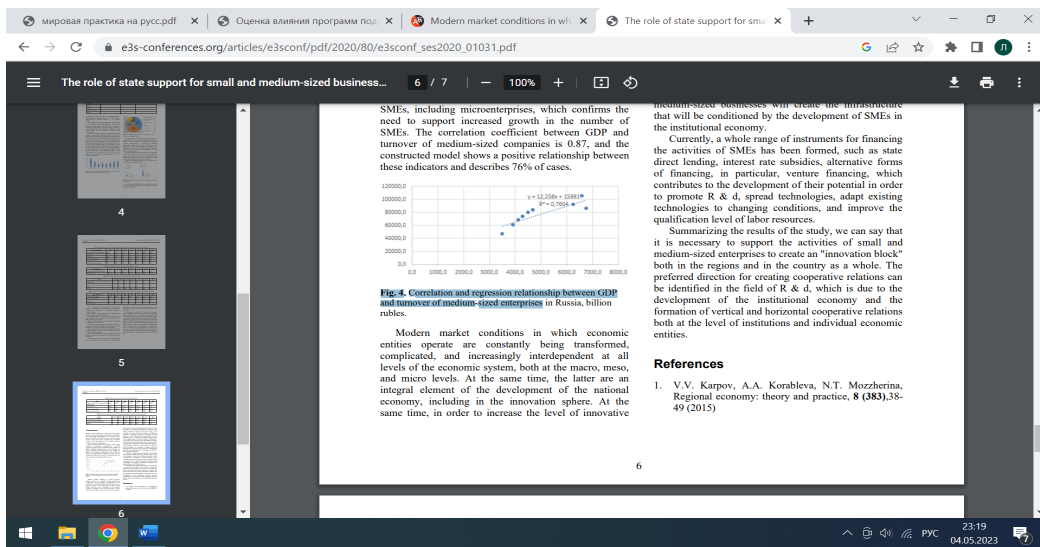 мировая практика на русс.pdf
Оценка влияния программ под
Modern market conditions in wh
The role of state support for sma
e3s-conferences.org/articles/e3sconf/pdf/2020/80/e3sconf_ses2020_01031.pdf
G
Л
The role of state support for small and medium-sized business...
6 / 7
100%
4
5
6
SMEs, including microenterprises, which confirms the
need to support increased growth in the number of
SMEs. The correlation coefficient between GDP and
turnover of medium-sized companies is 0.87, and the
constructed model shows a positive relationship between
these indicators and describes 76% of cases.
120000,0
100000,0
80000,0
60000,0
40000,0
20000,0
0,0
y = 12,258x + 15881
R² = 0,7604
0,0 1000,0 2000,0 3000,0 4000,0 5000,0 6000,0 7000,0 8000,0
Fig. 4. Correlation and regression relationship between GDP
and turnover of medium-sized enterprises in Russia, billion
rubles.
Modern market conditions in which economic
entities operate are constantly being transformed,
complicated, and increasingly interdependent at all
levels of the economic system, both at the macro, meso,
and micro levels. At the same time, the latter are an
integral element of the development of the national
economy, including in the innovation sphere. At the
same time, in order to increase the level of innovative
medium-sized businesses will create the infrastructure
that will be conditioned by the development of SMEs in
the institutional economy.
Currently, a whole range of instruments for financing
the activities of SMEs has been formed, such as state
direct lending, interest rate subsidies, alternative forms
of financing, in particular, venture financing, which
contributes to the development of their potential in order
to promote R & d, spread technologies, adapt existing
technologies to changing conditions, and improve the
qualification level of labor resources.
Summarizing the results of the study, we can say that
it is necessary to support the activities of small and
medium-sized enterprises to create an "innovation block"
both in the regions and in the country as a whole. The
preferred direction for creating cooperative relations can
be identified in the field of R & d, which is due to the
development of the institutional economy and the
formation of vertical and horizontal cooperative relations
both at the level of institutions and individual economic
entities.
References
1. V.V. Karpov, A.A. Korableva, N.T. Mozzherina,
Regional economy: theory and practice, 8 (383),38-
49 (2015)
6
W
РУС
23:19
04.05.2023
7